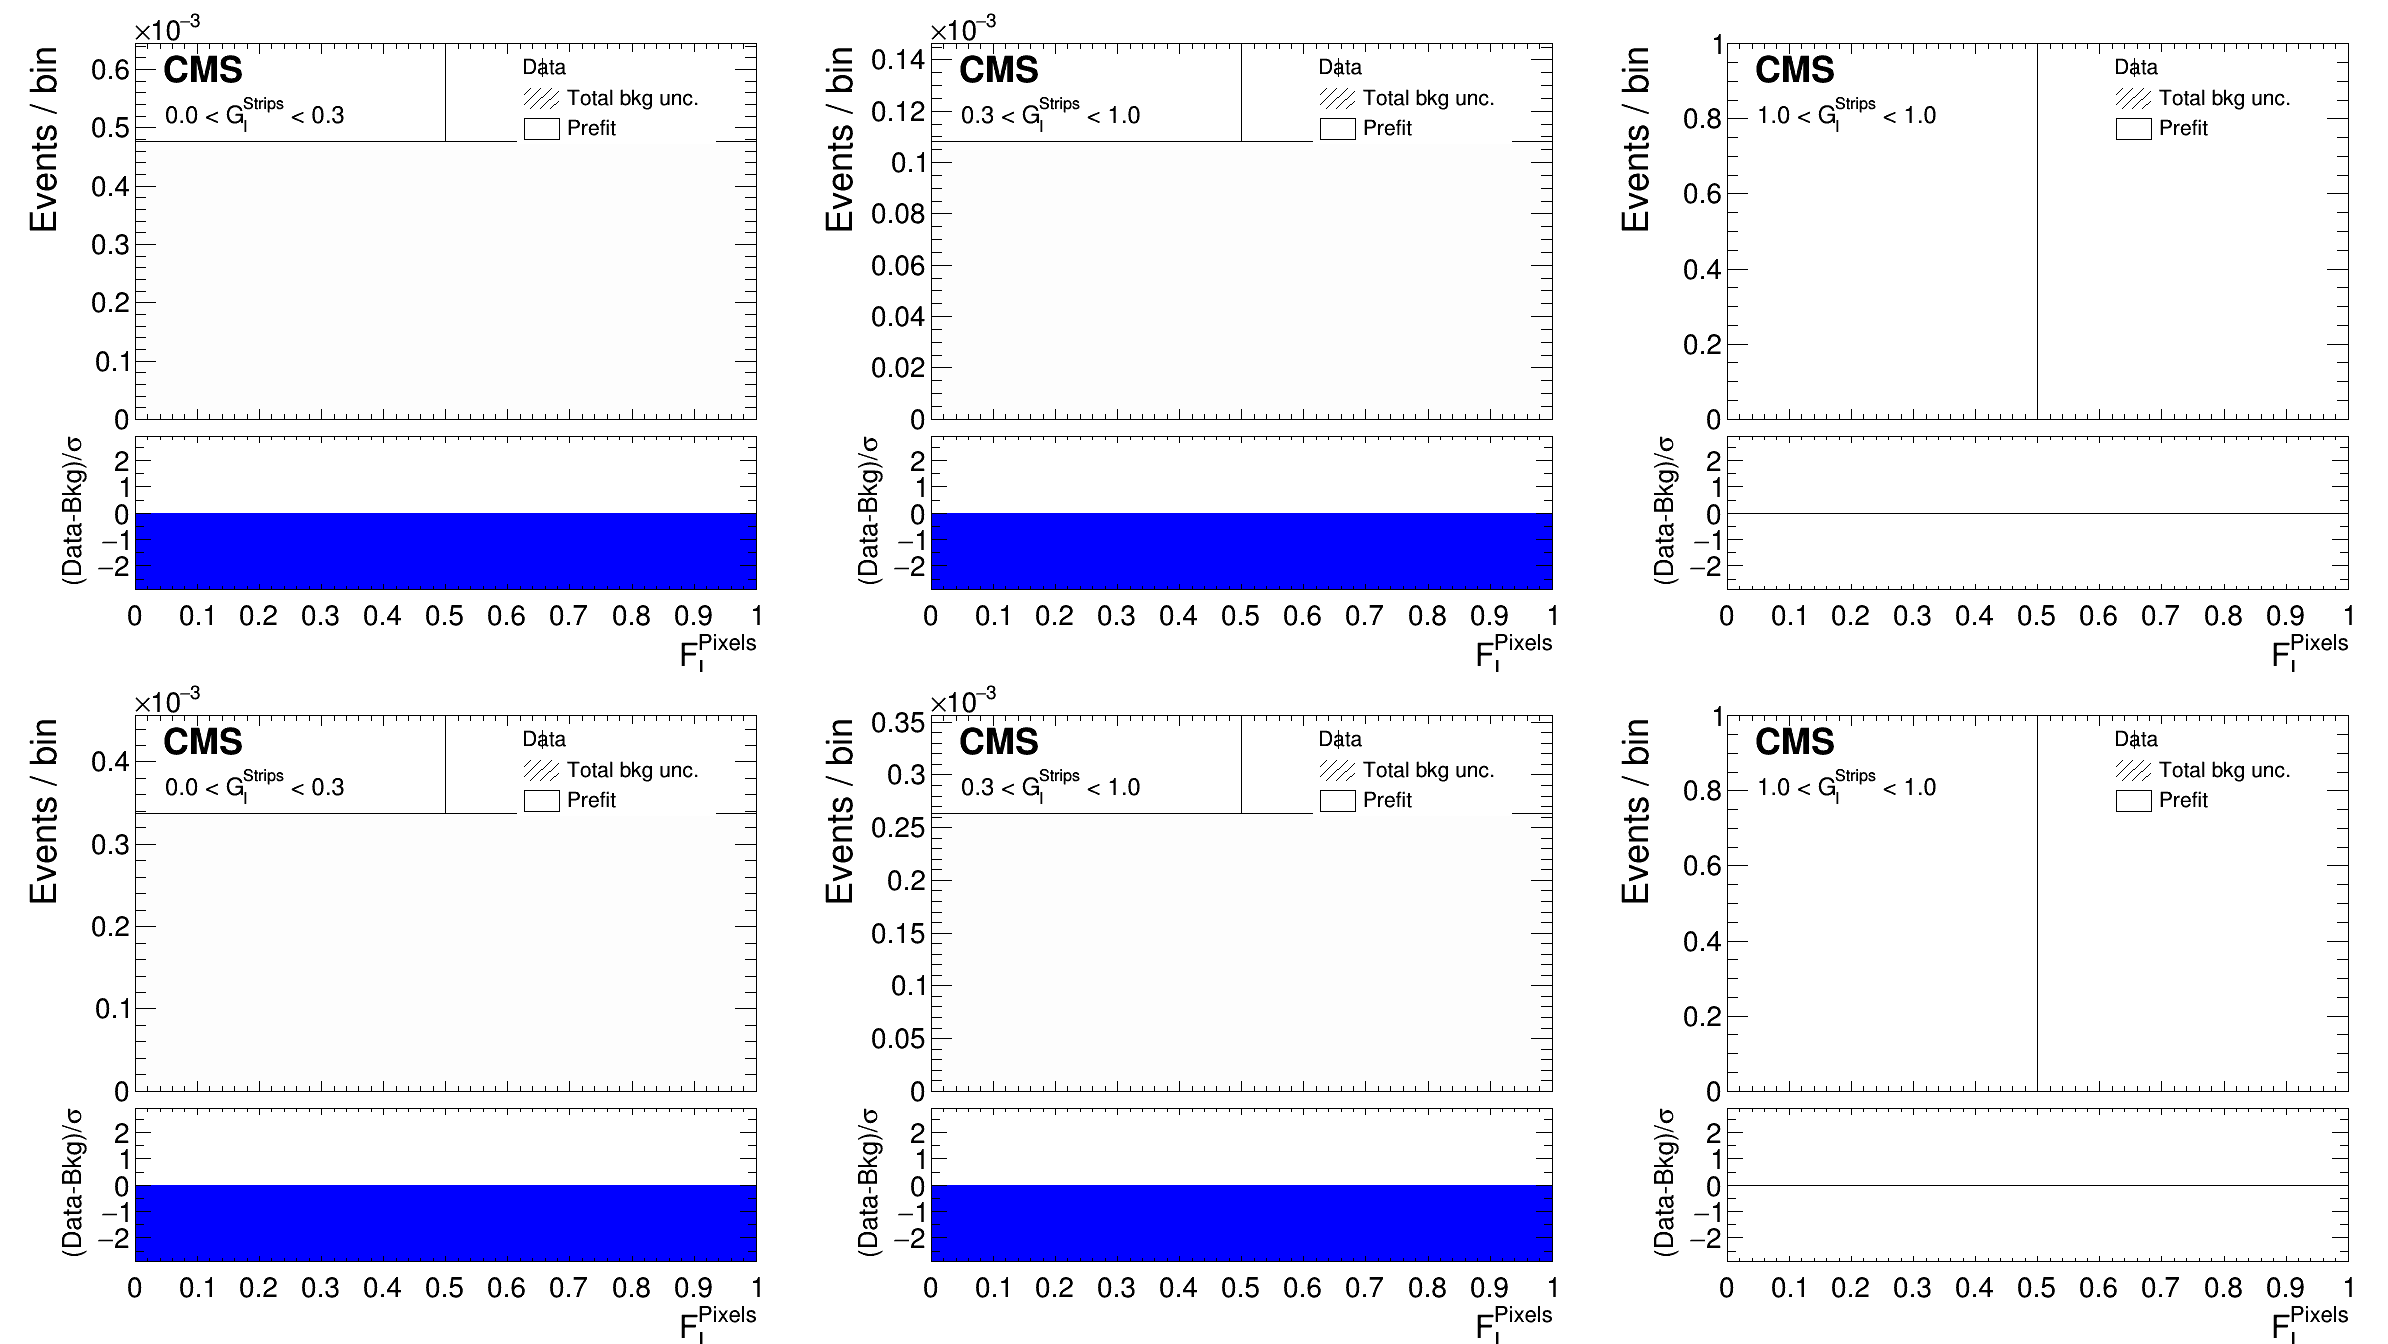 ×10⁻³
Events / bin
0.6
0.5
0.4
0.3
0.2
0.1
0
CMS
0.0 < G_I^Strips < 0.3
Data
Total bkg unc.
Prefit
(Data-Bkg)/σ
2
1
0
−1
−2
0 0.1 0.2 0.3 0.4 0.5 0.6 0.7 0.8 0.9 1
F_I^Pixels
×10⁻³
Events / bin
0.14
0.12
0.1
0.08
0.06
0.04
0.02
0
CMS
0.3 < G_I^Strips < 1.0
Data
Total bkg unc.
Prefit
(Data-Bkg)/σ
2
1
0
−1
−2
0 0.1 0.2 0.3 0.4 0.5 0.6 0.7 0.8 0.9 1
F_I^Pixels
Events / bin
1
0.8
0.6
0.4
0.2
0
CMS
1.0 < G_I^Strips < 1.0
Data
Total bkg unc.
Prefit
(Data-Bkg)/σ
2
1
0
−1
−2
0 0.1 0.2 0.3 0.4 0.5 0.6 0.7 0.8 0.9 1
F_I^Pixels
×10⁻³
Events / bin
0.4
0.3
0.2
0.1
0
CMS
0.0 < G_I^Strips < 0.3
Data
Total bkg unc.
Prefit
(Data-Bkg)/σ
2
1
0
−1
−2
0 0.1 0.2 0.3 0.4 0.5 0.6 0.7 0.8 0.9 1
F_I^Pixels
×10⁻³
Events / bin
0.35
0.3
0.25
0.2
0.15
0.1
0.05
0
CMS
0.3 < G_I^Strips < 1.0
Data
Total bkg unc.
Prefit
(Data-Bkg)/σ
2
1
0
−1
−2
0 0.1 0.2 0.3 0.4 0.5 0.6 0.7 0.8 0.9 1
F_I^Pixels
Events / bin
1
0.8
0.6
0.4
0.2
0
CMS
1.0 < G_I^Strips < 1.0
Data
Total bkg unc.
Prefit
(Data-Bkg)/σ
2
1
0
−1
−2
0 0.1 0.2 0.3 0.4 0.5 0.6 0.7 0.8 0.9 1
F_I^Pixels